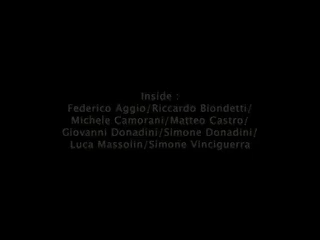 Inside :
Federico Aggio/Riccardo Biondetti/
Michele Camorani/Matteo Castro/
Giovanni Donadini/Simone Donadini/
Luca Massolin/Simone Vinciguerra